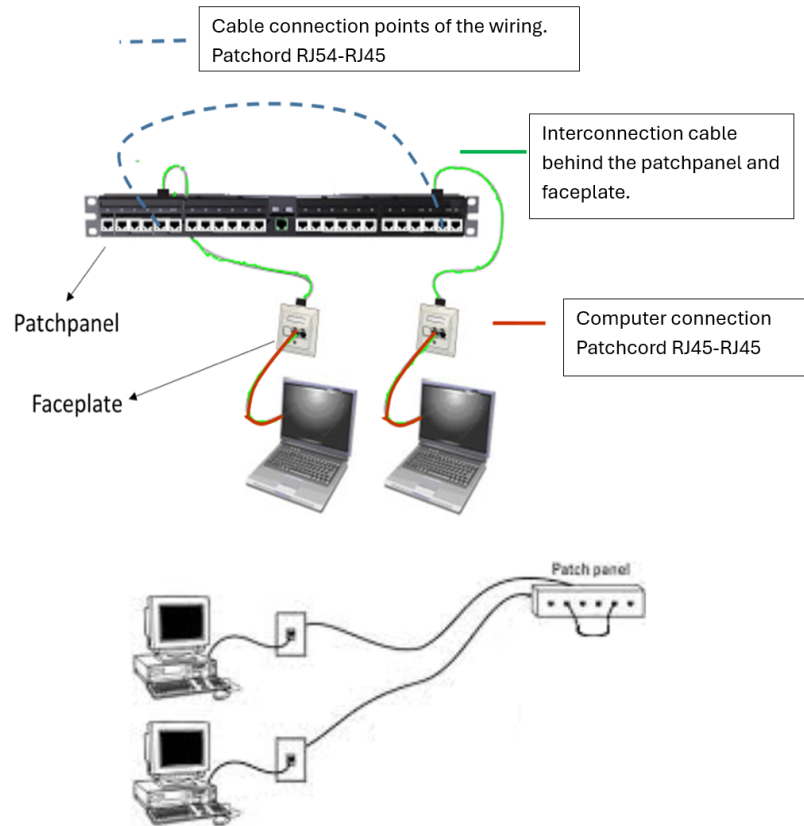 Cable connection points of the wiring.
Patchord RJ54-RJ45
Interconnection cable
behind the patchpanel and
faceplate.
Patchpanel
Computer connection
Patchcord RJ45-RJ45
Faceplate
Patch panel